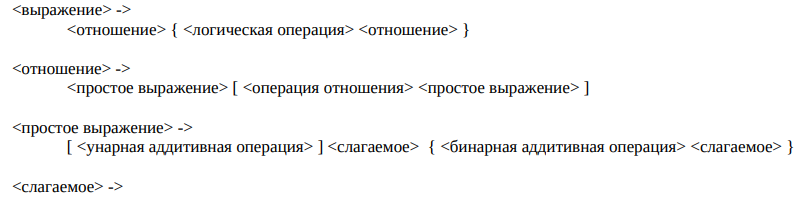 <выражение> ->
<отношение> { <логическая операция> <отношение> }
<отношение> ->
<простое выражение> [ <операция отношения> <простое выражение> ]
<простое выражение> ->
[ <унарная аддитивная операция> ] <слагаемое> { <бинарная аддитивная операция> <слагаемое> }
<слагаемое> ->